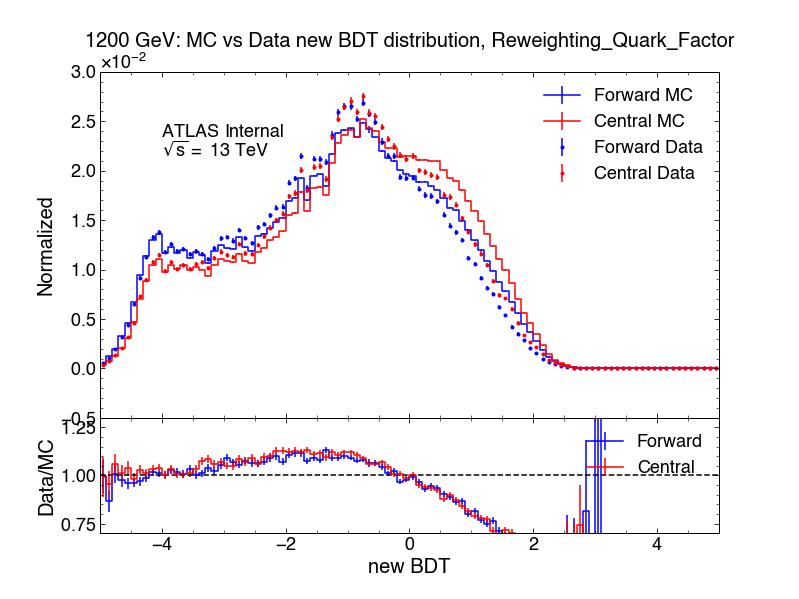 1200 GeV: MC vs Data new BDT distribution, Reweighting_Quark_Factor
×10⁻²
3.0
2.5
2.0
1.5
1.0
0.5
0.0
−0.5
Normalized
ATLAS Internal
√s = 13 TeV
Forward MC
Central MC
Forward Data
Central Data
1.25
1.00
0.75
Data/MC
Forward
Central
−4 −2 0 2 4
new BDT